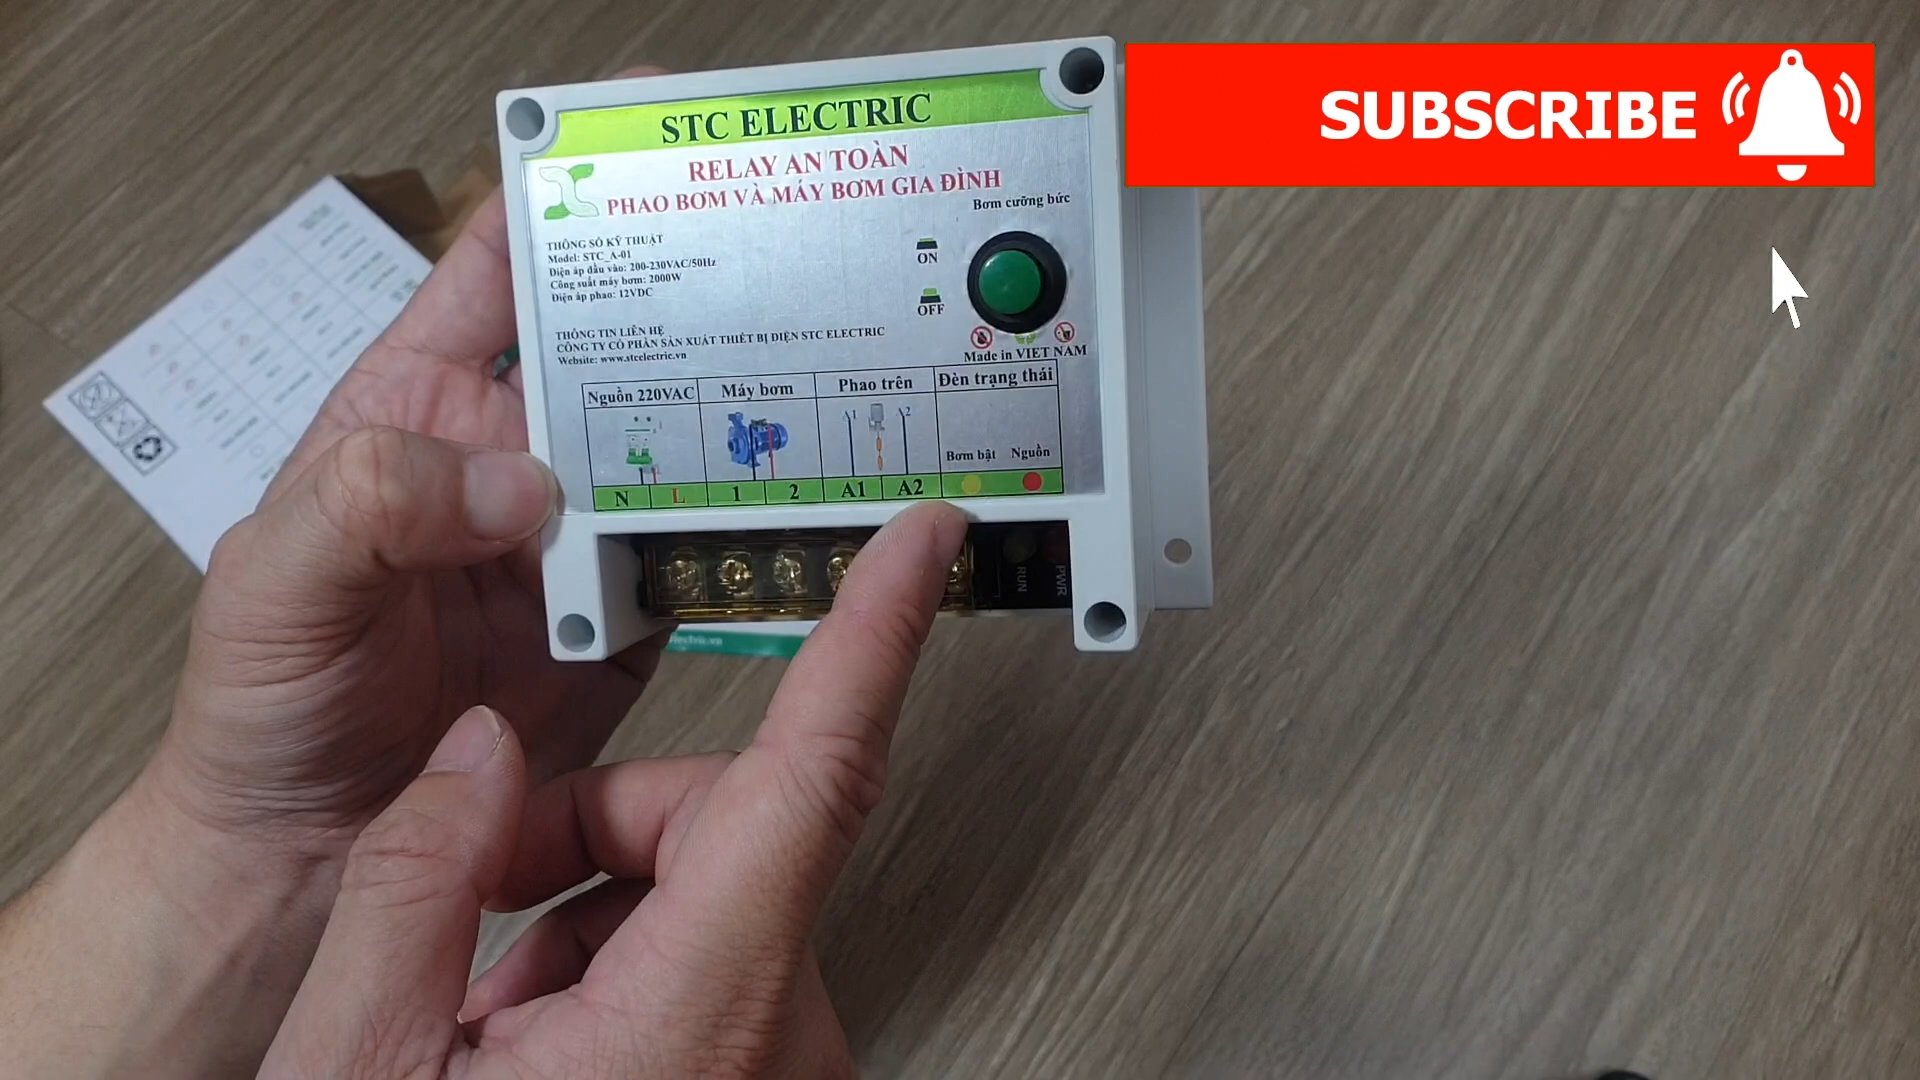 SUBSCRIBE
STC ELECTRIC
RELAY AN TOÀN
PHAO BƠM VÀ MÁY BƠM GIA ĐÌNH
Bơm cưỡng bức
THÔNG SỐ KỸ THUẬT
Model: STC_A-01
Điện áp đầu vào: 200-230VAC/50Hz
Công suất máy bơm: 2000W
Điện áp phao: 12VDC
ON
OFF
THÔNG TIN LIÊN HỆ
CÔNG TY CỔ PHẦN SẢN XUẤT THIẾT BỊ ĐIỆN STC ELECTRIC
Website: www.stcelectric.vn
Made in VIET NAM
Nguồn 220VAC Máy bơm Phao trên Đèn trạng thái
A1 A2
Bơm bật Nguồn
N L 1 2 A1 A2
RUN
PWR